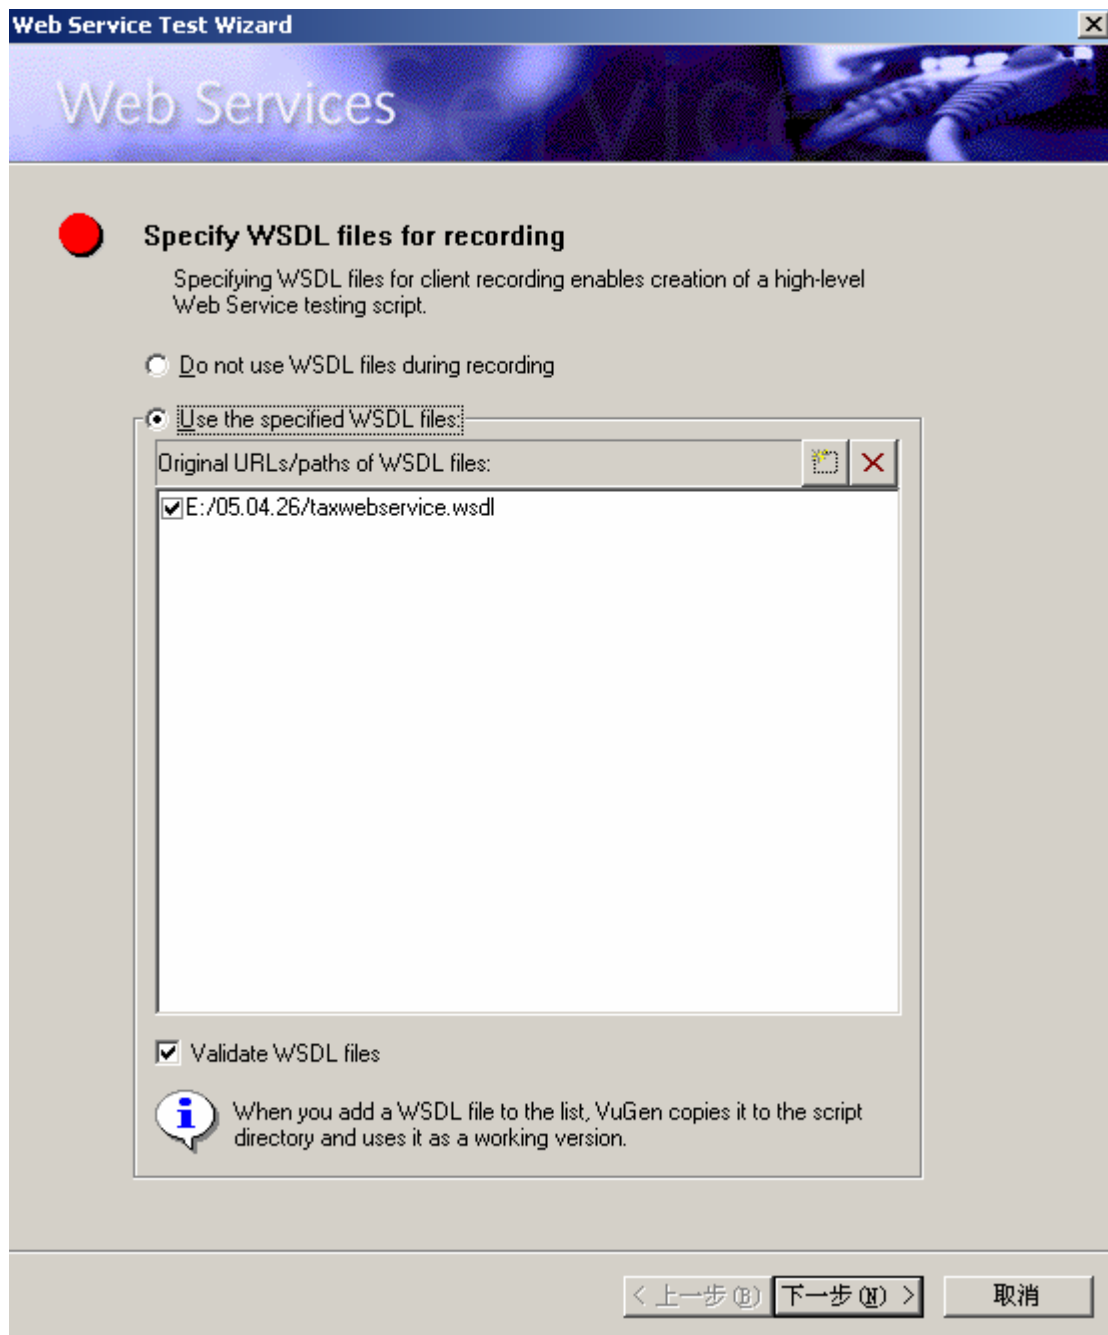 Web Service Test Wizard
Web Services
Specify WSDL files for recording
Specifying WSDL files for client recording enables creation of a high-level
Web Service testing script.
Do not use WSDL files during recording
Use the specified WSDL files:
Original URLs/paths of WSDL files:
E:/05.04.26/taxwebservice.wsdl
Validate WSDL files
When you add a WSDL file to the list, VuGen copies it to the script
directory and uses it as a working version.
< 上一步(B) 下一步(N) > 取消